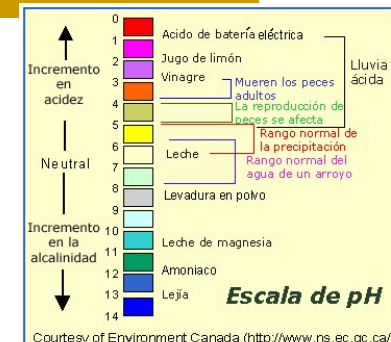 0
Acido de batería eléctrica
1
Jugo de limón
2
Vinagre
3
4
5
6
Leche
7
8
Levadura en polvo
9
10
Leche de magnesia
11
12
Amoniaco
13
Lejía
14
Incremento
en
acidez
Neutral
Incremento
en la
alcalinidad
Lluvia
ácida
Mueren los peces
adultos
La reproducción de
peces se afecta
Rango normal de
la precipitación
Rango normal del
agua de un arroyo
Escala de pH
Courtesy of Environment Canada (http://www.ns.ec.gc.ca/